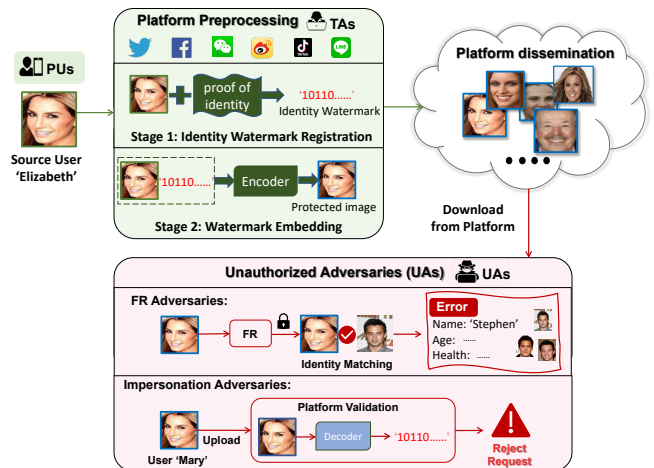 Platform Preprocessing TAs
PUs
Source User
'Elizabeth'
TikTok
LINE
proof of
identity
'10110......'
Identity Watermark
Stage 1: Identity Watermark Registration
'10110......'
Encoder
Protected image
Stage 2: Watermark Embedding
Platform dissemination
Download
from Platform
Unauthorized Adversaries (UAs) UAs
FR Adversaries:
FR
Identity Matching
Error
Name: 'Stephen'
Age: ......
Health: ......
Impersonation Adversaries:
User 'Mary'
Upload
Platform Validation
Decoder
'10110......'
Reject
Request